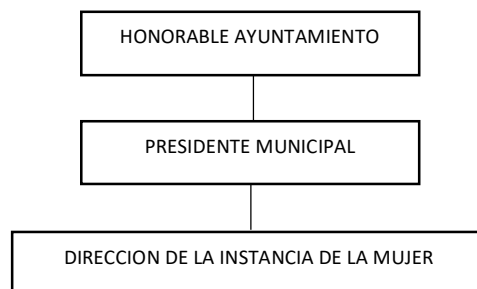 HONORABLE AYUNTAMIENTO
PRESIDENTE MUNICIPAL
DIRECCION DE LA INSTANCIA DE LA MUJER